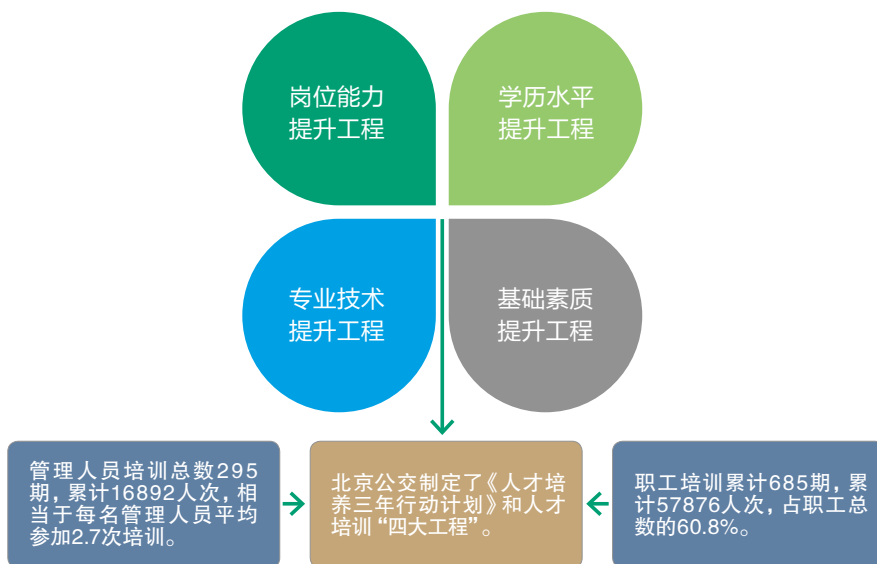 岗位能力
提升工程
学历水平
提升工程
专业技术
提升工程
基础素质
提升工程
管理人员培训总数295
期，累计16892人次，相
当于每名管理人员平均
参加2.7次培训。
北京公交制定了《人才培
养三年行动计划》和人才
培训“四大工程”。
职工培训累计685期，累
计57876人次，占职工总
数的60.8%。